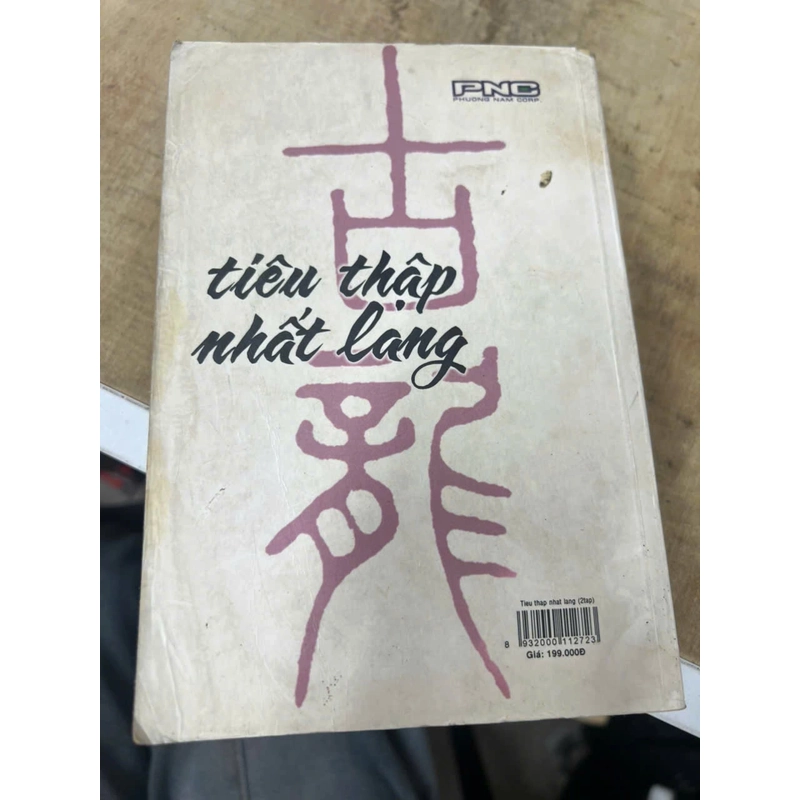 PNC
PHUONG NAM CORP.
古龍
tiêu thập
nhất lạng
Tieu thap nhat lang (2tap)
8 932000 112723
Giá: 199.000Đ